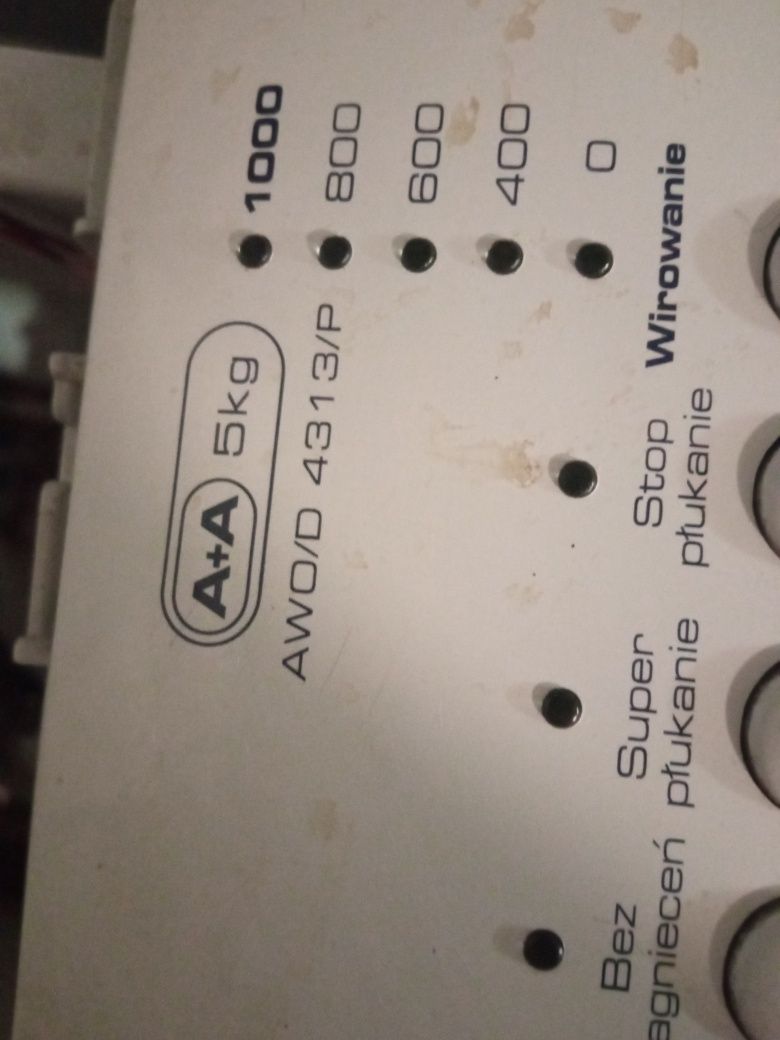 1000
800
600
400
0
A+A 5kg
AWO/D 4313/P
Wirowanie
Stop
płukanie
Super
płukanie
Bez
agnieceń